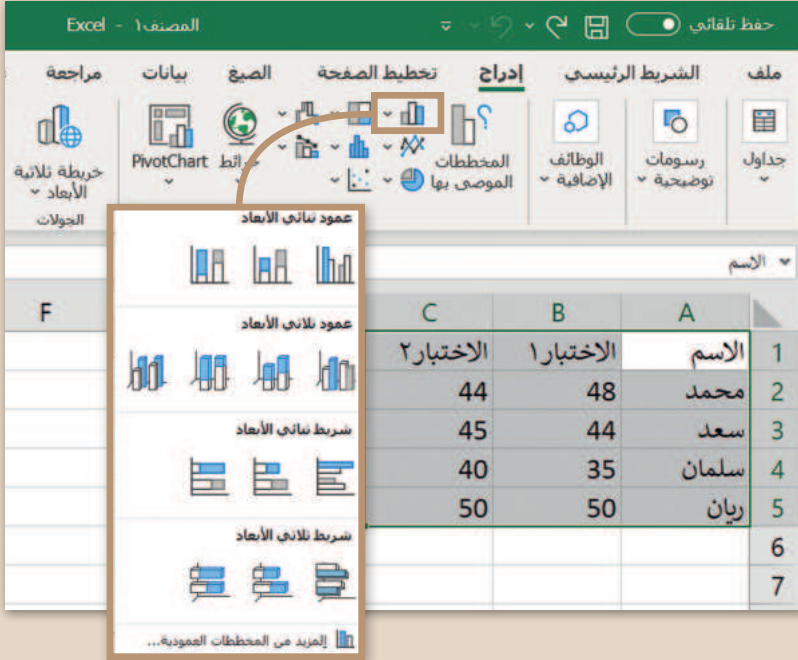 حفظ تلقائي
المصنف١ - Excel
ملف
الشريط الرئيسي
إدراج
تخطيط الصفحة
الصيغ
بيانات
مراجعة
جداول
رسومات توضيحية
الوظائف الإضافية
المخططات الموصى بها
خرائط
PivotChart
خريطة ثلاثية الأبعاد
الجولات
الاسم
عمود ثنائي الأبعاد
عمود ثلاثي الأبعاد
شريط ثنائي الأبعاد
شريط ثلاثي الأبعاد
المزيد من المخططات العمودية...
A B C F
1 الاسم الاختبار١ الاختبار٢
2 محمد 48 44
3 سعد 44 45
4 سلمان 35 40
5 ريان 50 50
6
7